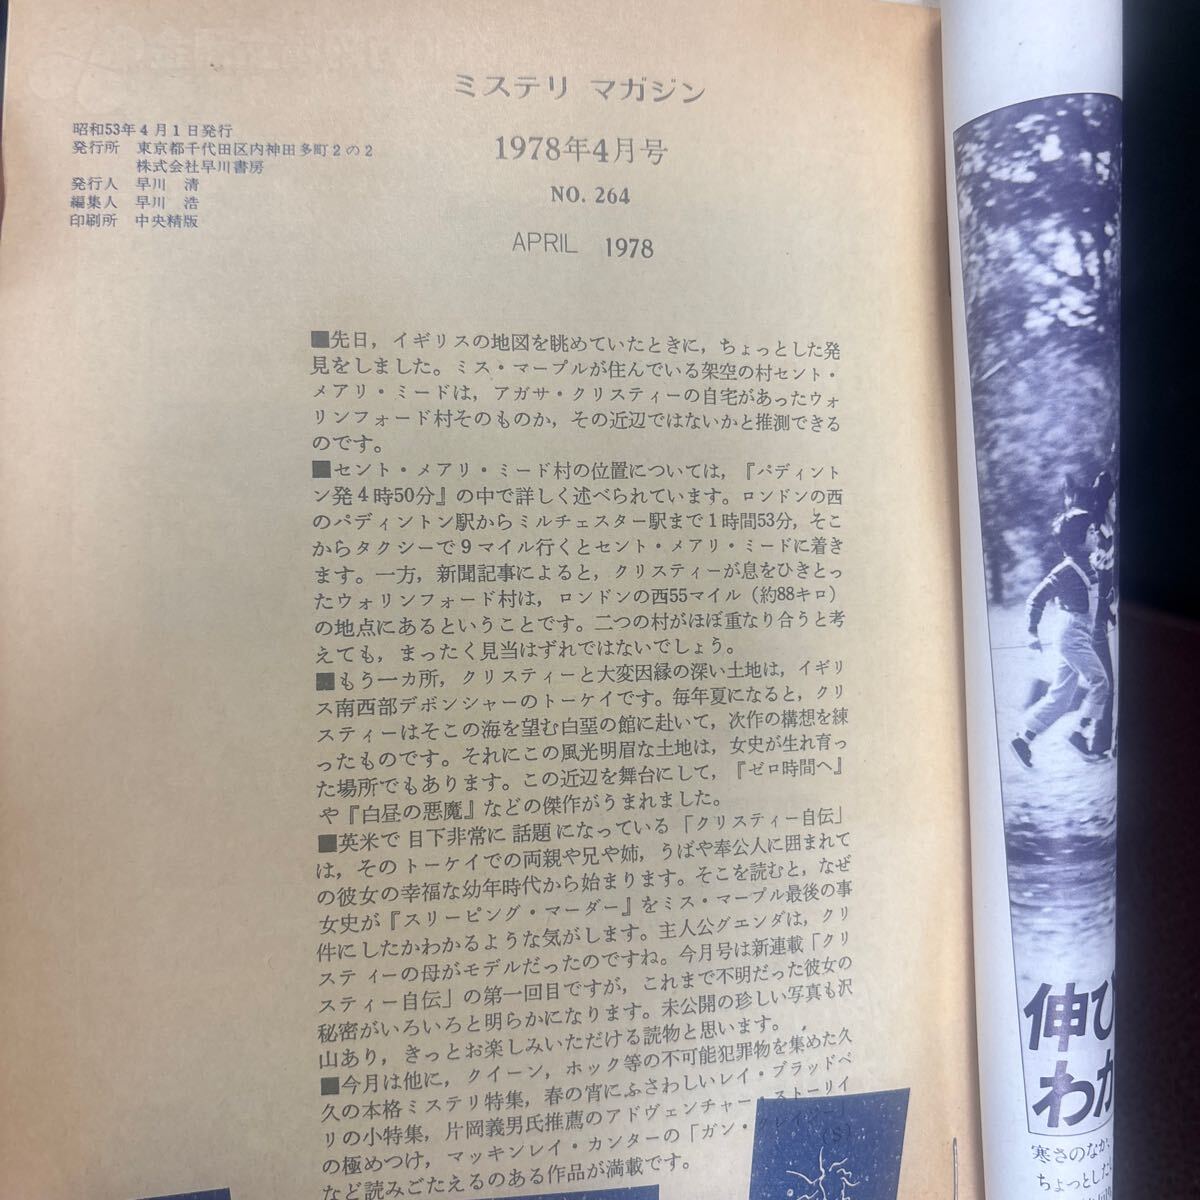 ミステリ マガジン
昭和53年4月1日発行
発行所 東京都千代田区内神田多町2の2
株式会社早川書房
発行人 早川 清
編集人 早川 浩
印刷所 中央精版
1978年4月号
NO. 264
APRIL 1978
■先日，イギリスの地図を眺めていたときに，ちょっとした発
見をしました。ミス・マープルが住んでいる架空の村セント・
メアリ・ミードは，アガサ・クリスティーの自宅があったウォ
リンフォード村そのものか，その近辺ではないかと推測できる
のです。
■セント・メアリ・ミード村の位置については，『パディント
ン発4時50分』の中で詳しく述べられています。ロンドンの西
のパディントン駅からミルチェスター駅まで1時間53分，そこ
からタクシーで9マイル行くとセント・メアリ・ミードに着き
ます。一方，新聞記事によると，クリスティーが息をひきとっ
たウォリンフォード村は，ロンドンの西55マイル（約88キロ）
の地点にあるということです。二つの村がほぼ重なり合うと考
えても，まったく見当はずれではないでしょう。
■もう一カ所，クリスティーと大変因縁の深い土地は，イギリ
ス南西部デボンシャーのトーケイです。毎年夏になると，クリ
スティーはそこの海を望む白堊の館に赴いて，次作の構想を練
ったものです。それにこの風光明眉な土地は，女史が生れ育っ
た場所でもあります。この近辺を舞台にして，『ゼロ時間へ』
や『白昼の悪魔』などの傑作がうまれました。
■英米で目下非常に話題になっている「クリスティー自伝」
は，そのトーケイでの両親や兄や姉，うばや奉公人に囲まれて
の彼女の幸福な幼年時代から始まります。そこを読むと，なぜ
女史が『スリーピング・マーダー』をミス・マープル最後の事
件にしたかわかるような気がします。主人公グエンダは，クリ
スティーの母がモデルだったのですね。今月号は新連載「クリ
スティー自伝」の第一回目ですが，これまで不明だった彼女の
秘密がいろいろと明らかになります。未公開の珍しい写真も沢
山あり，きっとお楽しみいただける読物と思います。
■今月は他に，クイーン，ホック等の不可能犯罪物を集めた久
久の本格ミステリ特集，春の宵にふさわしいレイ・ブラッドベ
リの小特集，片岡義男氏推薦のアドヴェンチャー・ストーリイ
の極めつけ，マッキンレイ・カンターの「ガン・
など読みごたえるのある作品が満載です。
(S)
伸び
わか
寒さのなか、
ちょっとした